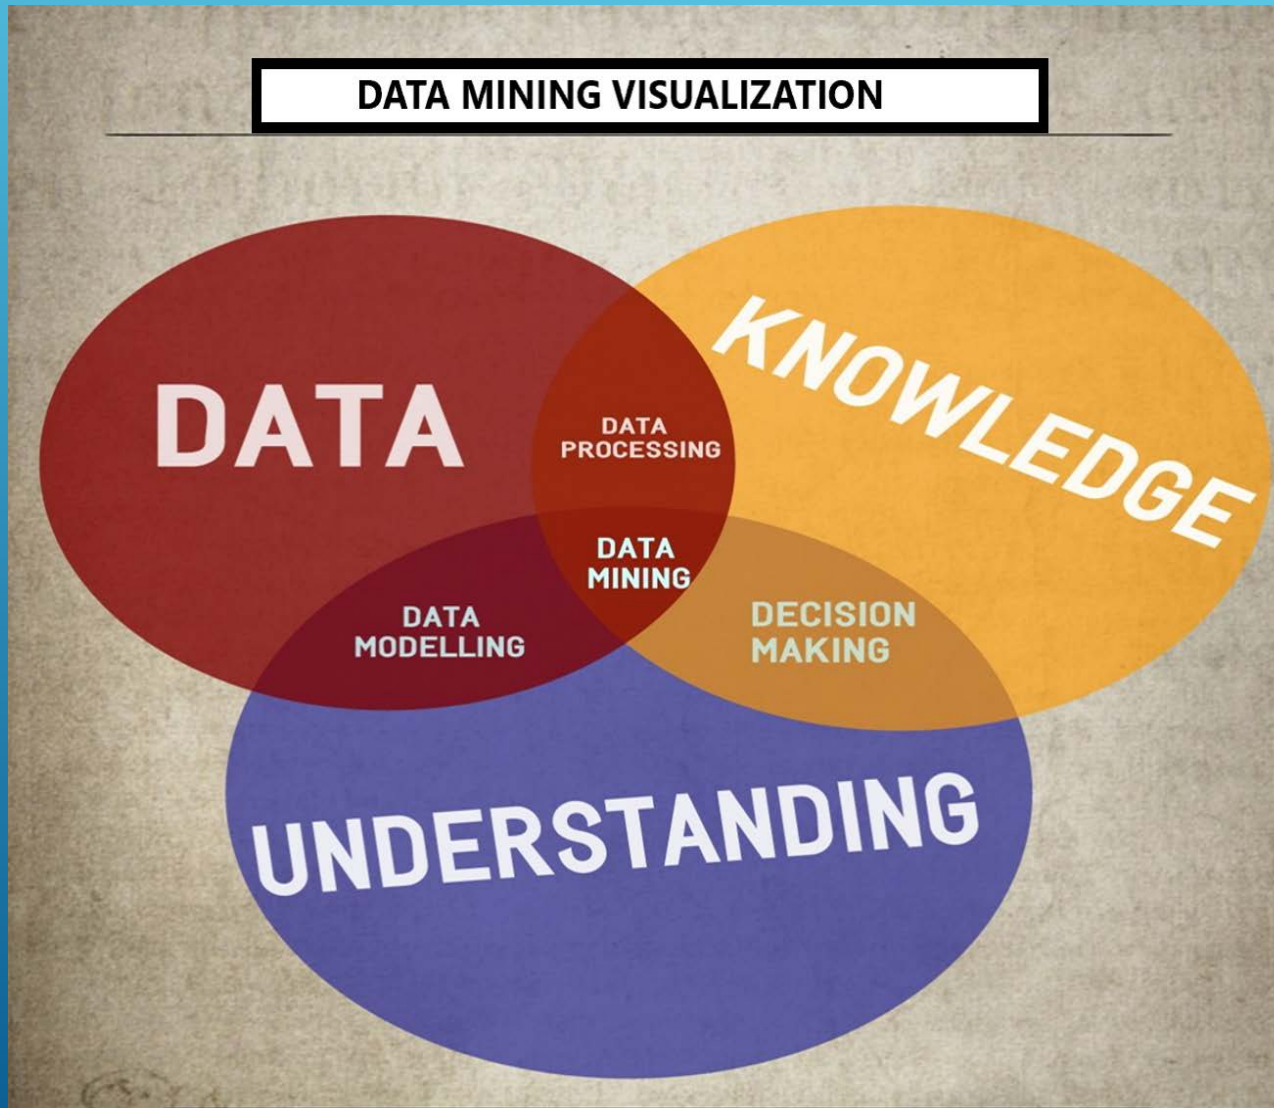 DATA MINING VISUALIZATION
DATA
KNOWLEDGE
DATA
PROCESSING
DATA
MINING
DATA
MODELLING
DECISION
MAKING
UNDERSTANDING